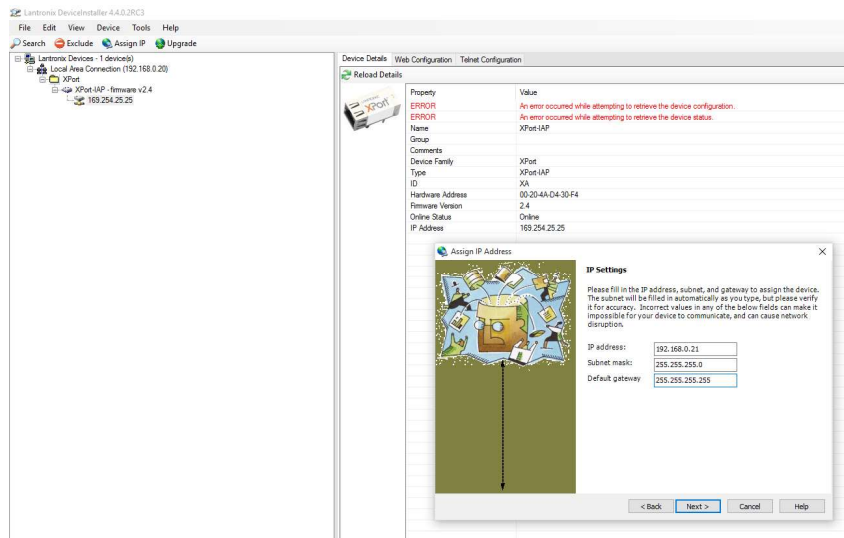 Lantronix DeviceInstaller 4.4.0.2RC3
File Edit View Device Tools Help
Search Exclude Assign IP Upgrade
Lantronix Devices - 1 device(s)
Local Area Connection (192.168.0.20)
XPort
XPort-IAP - firmware v2.4
169.254.25.25
Device Details Web Configuration Telnet Configuration
Reload Details
XPort
Property Value
ERROR An error occurred while attempting to retrieve the device configuration.
ERROR An error occurred while attempting to retrieve the device status.
Name XPort-IAP
Group
Comments
Device Family XPort
Type XPort-IAP
ID XA
Hardware Address 00-20-4A-D4-30-F4
Firmware Version 2.4
Online Status Online
IP Address 169.254.25.25
Assign IP Address
IP Settings
Please fill in the IP address, subnet, and gateway to assign the device.
The subnet will be filled in automatically as you type, but please verify
it for accuracy. Incorrect values in any of the below fields can make it
impossible for your device to communicate, and can cause network
disruption.
IP address: 192.168.0.21
Subnet mask: 255.255.255.0
Default gateway 255.255.255.255
< Back Next > Cancel Help